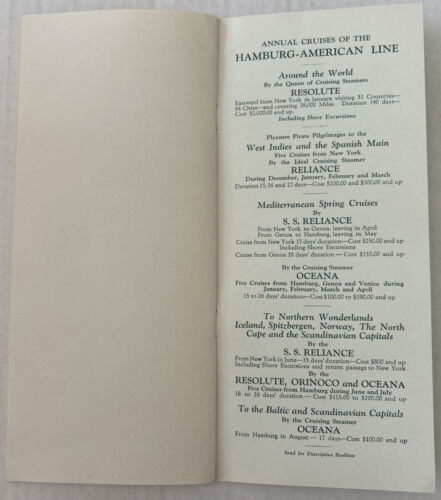 ANNUAL CRUISES OF THE
HAMBURG-AMERICAN LINE
Around the World
By the Queen of Cruising Steamers
RESOLUTE
Eastward from New York in January visiting 31 Countries—
64 Cities—and covering 38,000 Miles. Duration 140 days—
Cost $2,000.00 and up.
Including Shore Excursions
Pleasure Pirate Pilgrimages to the
West Indies and the Spanish Main
Five Cruises from New York
By the Ideal Cruising Steamer
RELIANCE
During December, January, February and March
Duration 15, 16 and 27 days—Cost $200.00 and $300.00 and up
Mediterranean Spring Cruises
By
S. S. RELIANCE
From New York to Genoa, leaving in April
From Genoa to Hamburg, leaving in May
Cruise from New York 17 days' duration—Cost $250.00 and up
Including Shore Excursions
Cruise from Genoa 18 days' duration — Cost $155.00 and up
By the Cruising Steamer
OCEANA
Five Cruises from Hamburg, Genoa and Venice during
January, February, March and April
15 to 26 days' duration—Cost $100.00 to $190.00 and up
To Northern Wonderlands
Iceland, Spitzbergen, Norway, The North
Cape and the Scandinavian Capitals
By the
S. S. RELIANCE
From New York in June—35 days' duration — Cost $800 and up
Including Shore Excursions and return passage to New York
By the
RESOLUTE, ORINOCO and OCEANA
Five Cruises from Hamburg during June and July
18 to 26 days' duration — Cost $115.00 to $200.00 and up
To the Baltic and Scandinavian Capitals
By the Cruising Steamer
OCEANA
From Hamburg in August — 17 days—Cost $100.00 and up
Send for Descriptive Booklets